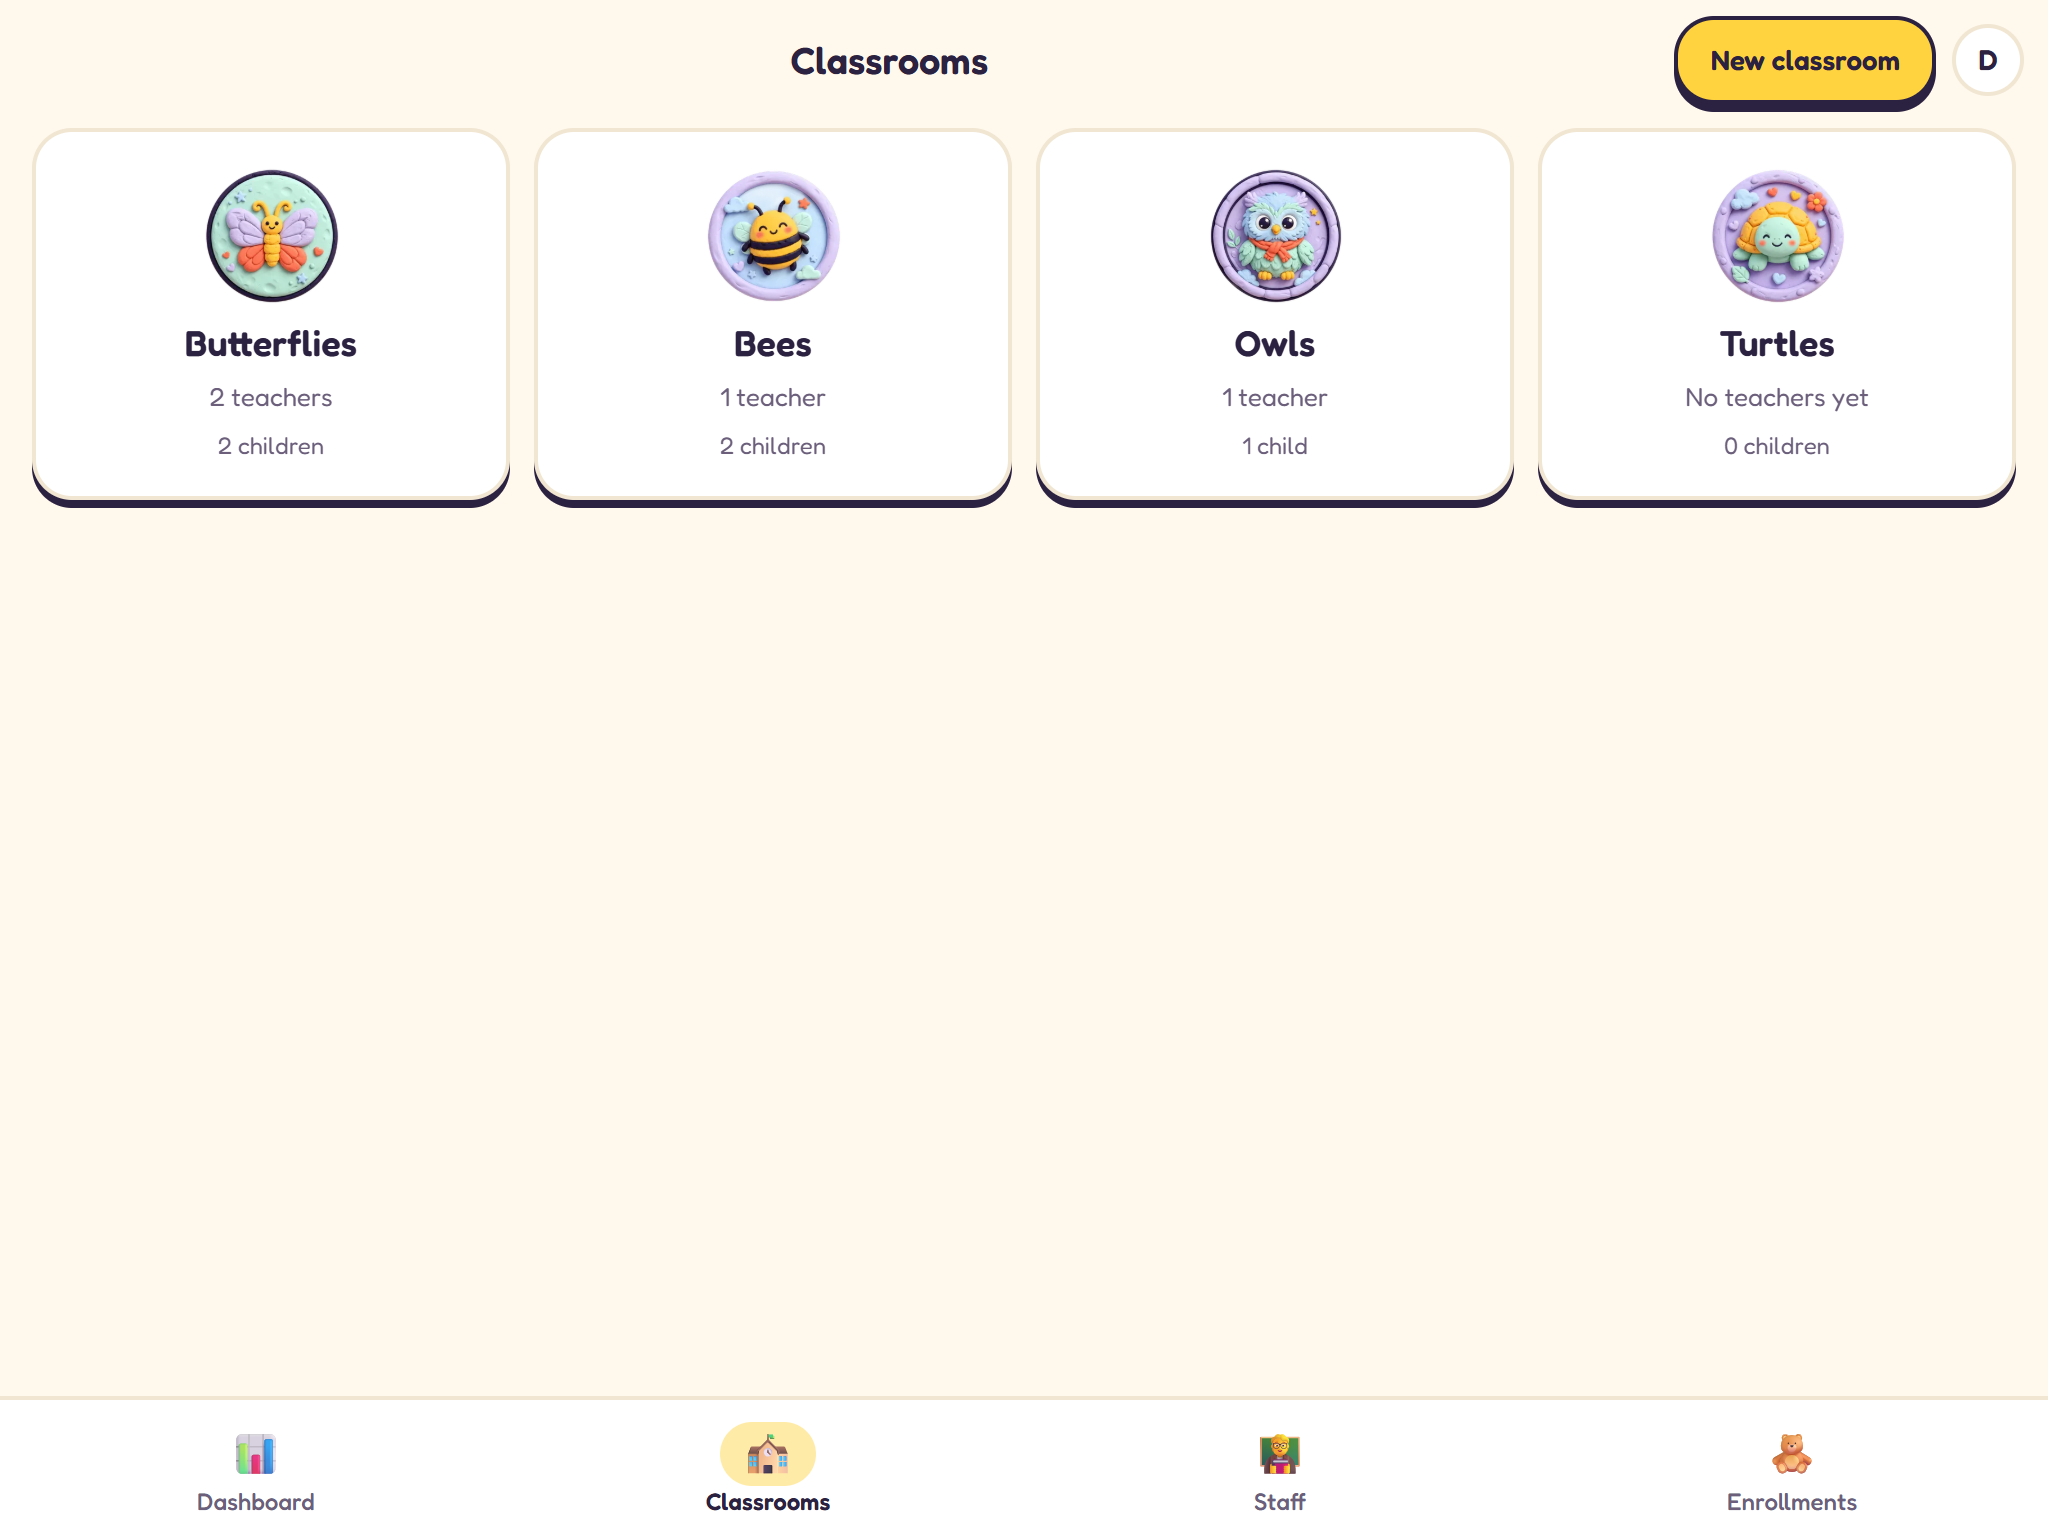 Classrooms
New classroom
D
Butterflies
2 teachers
2 children
Bees
1 teacher
2 children
Owls
1 teacher
1 child
Turtles
No teachers yet
0 children
Dashboard
Classrooms
Staff
Enrollments